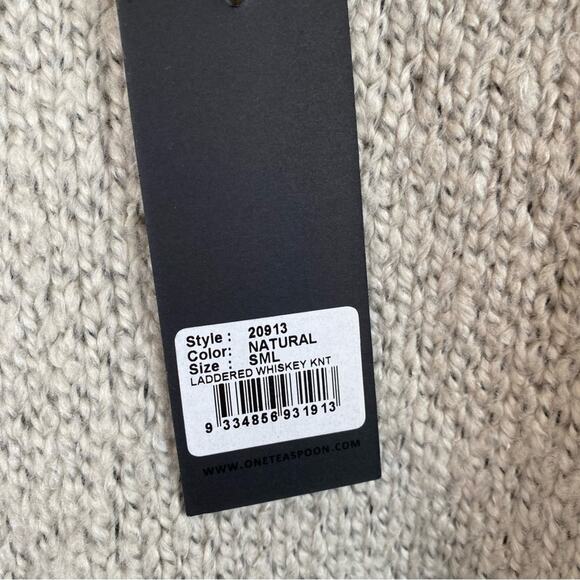 Style : 20913
Color: NATURAL
Size : SML
LADDERED WHISKEY KNT
9 334856 931913
WWW.ONETEASPOON.COM